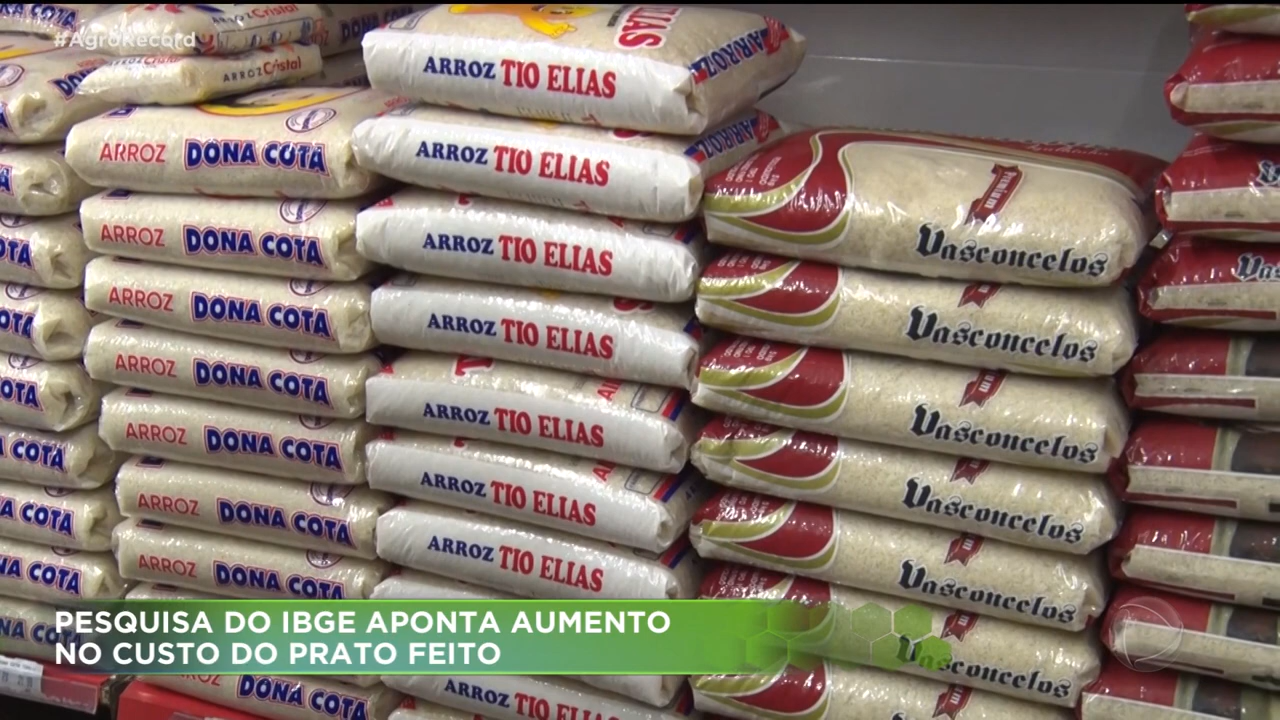 #AgroRecord
ARROZ Cristal
ARROZ Cristal
ARROZ TIO ELIAS
ARROZ DONA COTA
ARROZ TIO ELIAS
ARROZ DONA COTA
ARROZ TIO ELIAS
ARROZ DONA COTA
ARROZ TIO ELIAS
ARROZ DONA COTA
ARROZ TIO ELIAS
ARROZ DONA COTA
ARROZ TIO ELIAS
ARROZ DONA COTA
ARROZ TIO ELIAS
ARROZ DONA COTA
DONA COTA
TIO ELIAS
Premium
Vasconcelos
Vasconcelos
Vasconcelos
Vasconcelos
Vasconcelos
Vasconcelos
PESQUISA DO IBGE APONTA AUMENTO
NO CUSTO DO PRATO FEITO